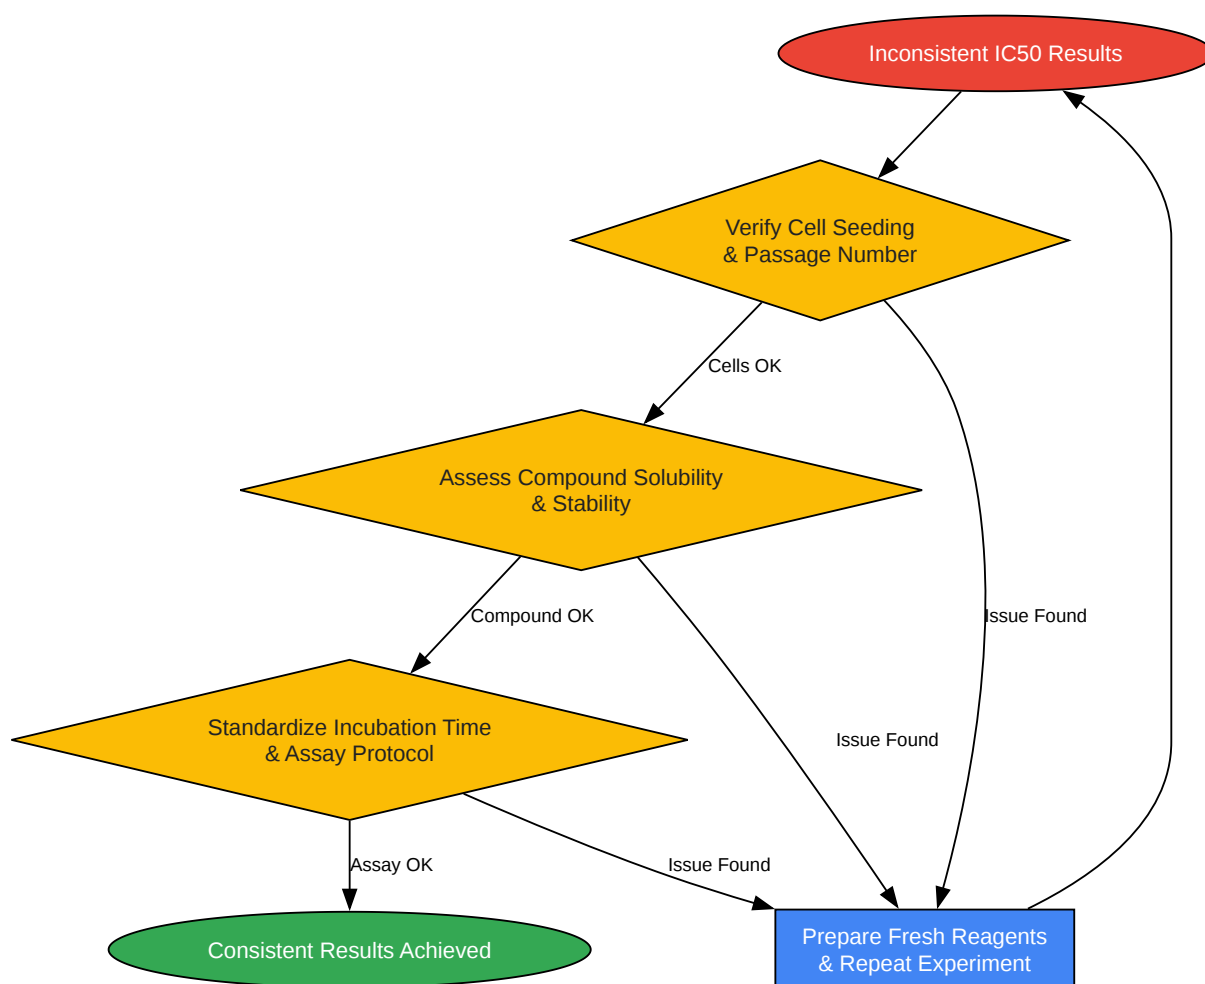 Inconsistent IC50 Results
Verify Cell Seeding
& Passage Number
Cells OK
Assess Compound Solubility
& Stability
Compound OK
Issue Found
Standardize Incubation Time
& Assay Protocol
Issue Found
Assay OK
Issue Found
Consistent Results Achieved
Prepare Fresh Reagents
& Repeat Experiment